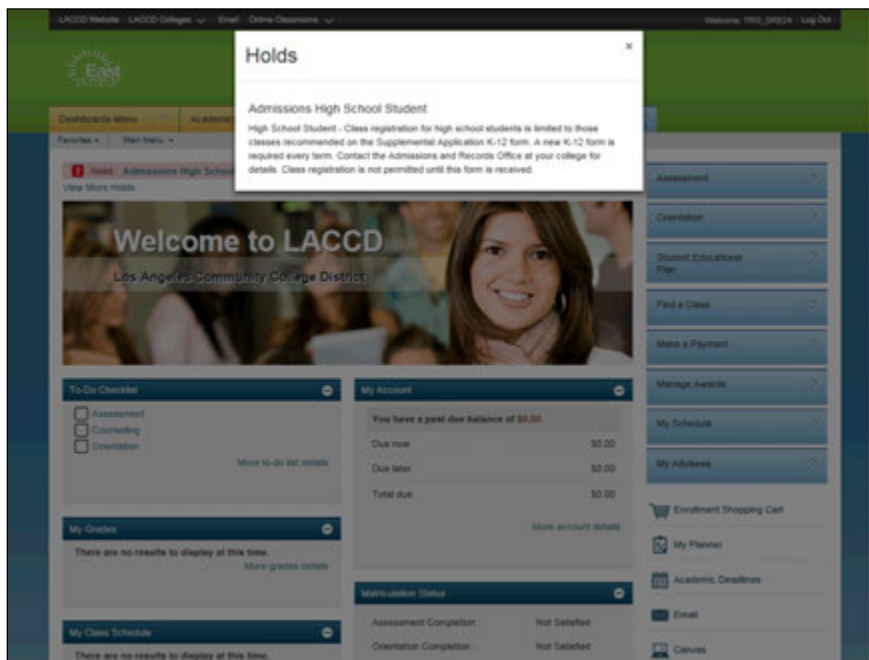 LACCD Website LACCD Colleges Email Online Classrooms Log Out
East
Holds ×
Admissions High School Student
High School Student - Class registration for high school students is limited to those
classes recommended on the Supplemental Application K-12 form. A new K-12 form is
required every term. Contact the Admissions and Records Office at your college for
details. Class registration is not permitted until this form is received.
Dashboards Menu
Favorites Main Menu
Hold: Admissions High School
View More Holds
Welcome to LACCD
Los Angeles Community College District
To-Do Checklist
Assessment
Counseling
Orientation
More to-do list details
My Grades
There are no results to display at this time.
More grades details
My Class Schedule
There are no results to display at this time.
My Account
You have a past due balance of $0.00
Due now $0.00
Due later $0.00
Total due $0.00
More account details
Matriculation Status
Assessment Completion: Not Satisfied
Orientation Completion: Not Satisfied
Assessment
Orientation
Student Educational
Plan
Find a Class
Make a Payment
Manage Awards
My Schedule
My Advisees
Enrollment Shopping Cart
My Planner
Academic Deadlines
Email
Canvas